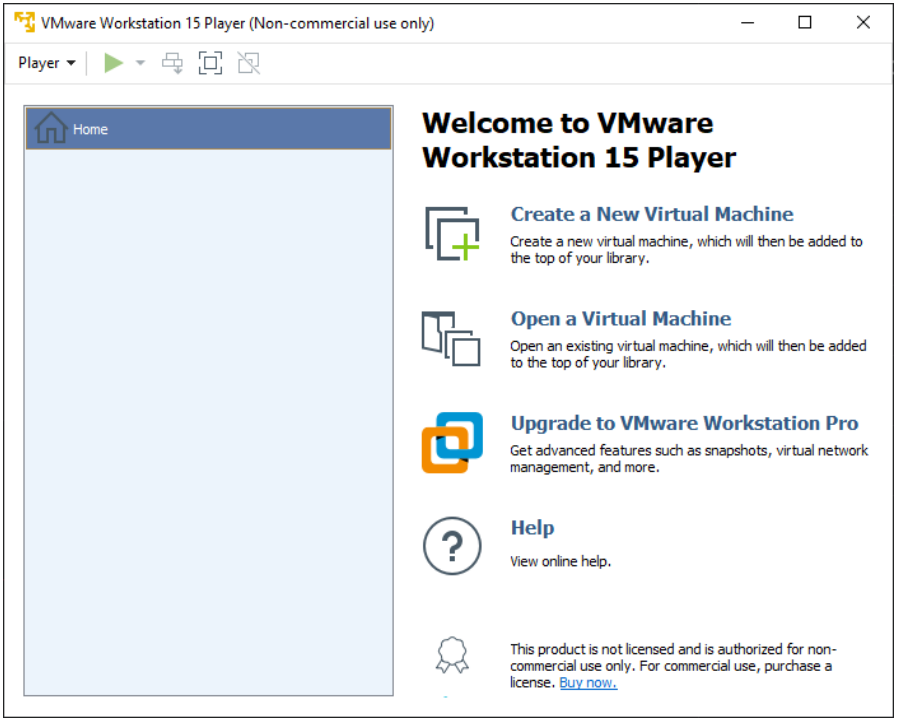 VMware Workstation 15 Player (Non-commercial use only)
Player
Home
Welcome to VMware
Workstation 15 Player
Create a New Virtual Machine
Create a new virtual machine, which will then be added to
the top of your library.
Open a Virtual Machine
Open an existing virtual machine, which will then be added
to the top of your library.
Upgrade to VMware Workstation Pro
Get advanced features such as snapshots, virtual network
management, and more.
?
Help
View online help.
This product is not licensed and is authorized for non-
commercial use only. For commercial use, purchase a
license. Buy now.